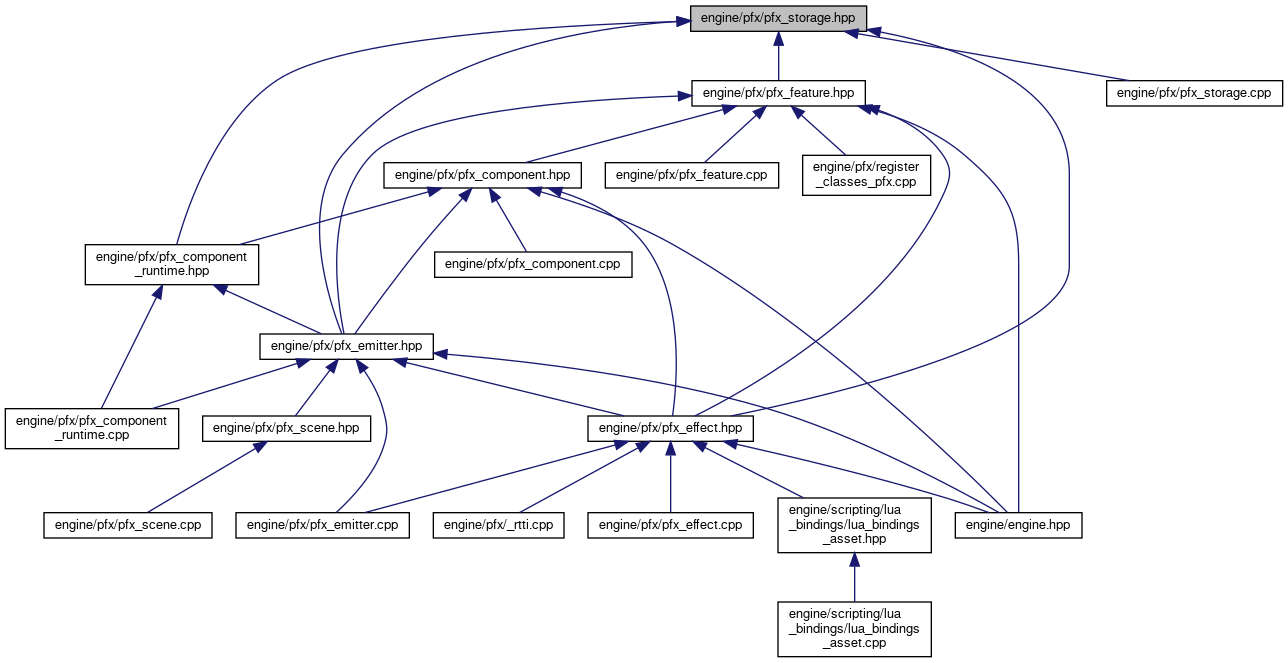 engine/pfx/pfx_storage.hpp
engine/pfx/pfx_feature.hpp
engine/pfx/pfx_storage.cpp
engine/pfx/pfx_component.hpp
engine/pfx/pfx_feature.cpp
engine/pfx/register
_classes_pfx.cpp
engine/pfx/pfx_component
_runtime.hpp
engine/pfx/pfx_component.cpp
engine/pfx/pfx_emitter.hpp
engine/pfx/pfx_component
_runtime.cpp
engine/pfx/pfx_scene.hpp
engine/pfx/pfx_effect.hpp
engine/pfx/pfx_scene.cpp
engine/pfx/pfx_emitter.cpp
engine/pfx/_rtti.cpp
engine/pfx/pfx_effect.cpp
engine/scripting/lua
_bindings/lua_bindings
_asset.hpp
engine/engine.hpp
engine/scripting/lua
_bindings/lua_bindings
_asset.cpp